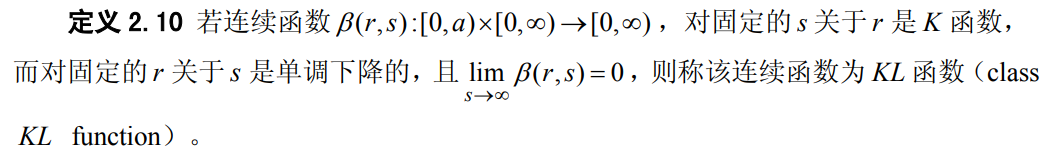 定义 2.10 若连续函数 β(r,s):[0,a)×[0,∞)→[0,∞)，对固定的 s 关于 r 是 K 函数，
而对固定的 r 关于 s 是单调下降的，且 lim_{s→∞} β(r,s)=0，则称该连续函数为 KL 函数（class
KL function）。